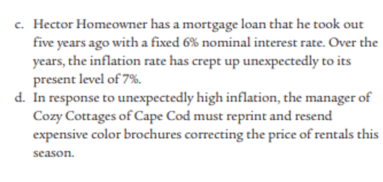 c. Hector Homeowner has a mortgage loan that he took out
five years ago with a fixed 6% nominal interest rate. Over the
years, the inflation rate has crept up unexpectedly to its
present level of 7%.
d. In response to unexpectedly high inflation, the manager of
Cozy Cottages of Cape Cod must reprint and resend
expensive color brochures correcting the price of rentals this
season.